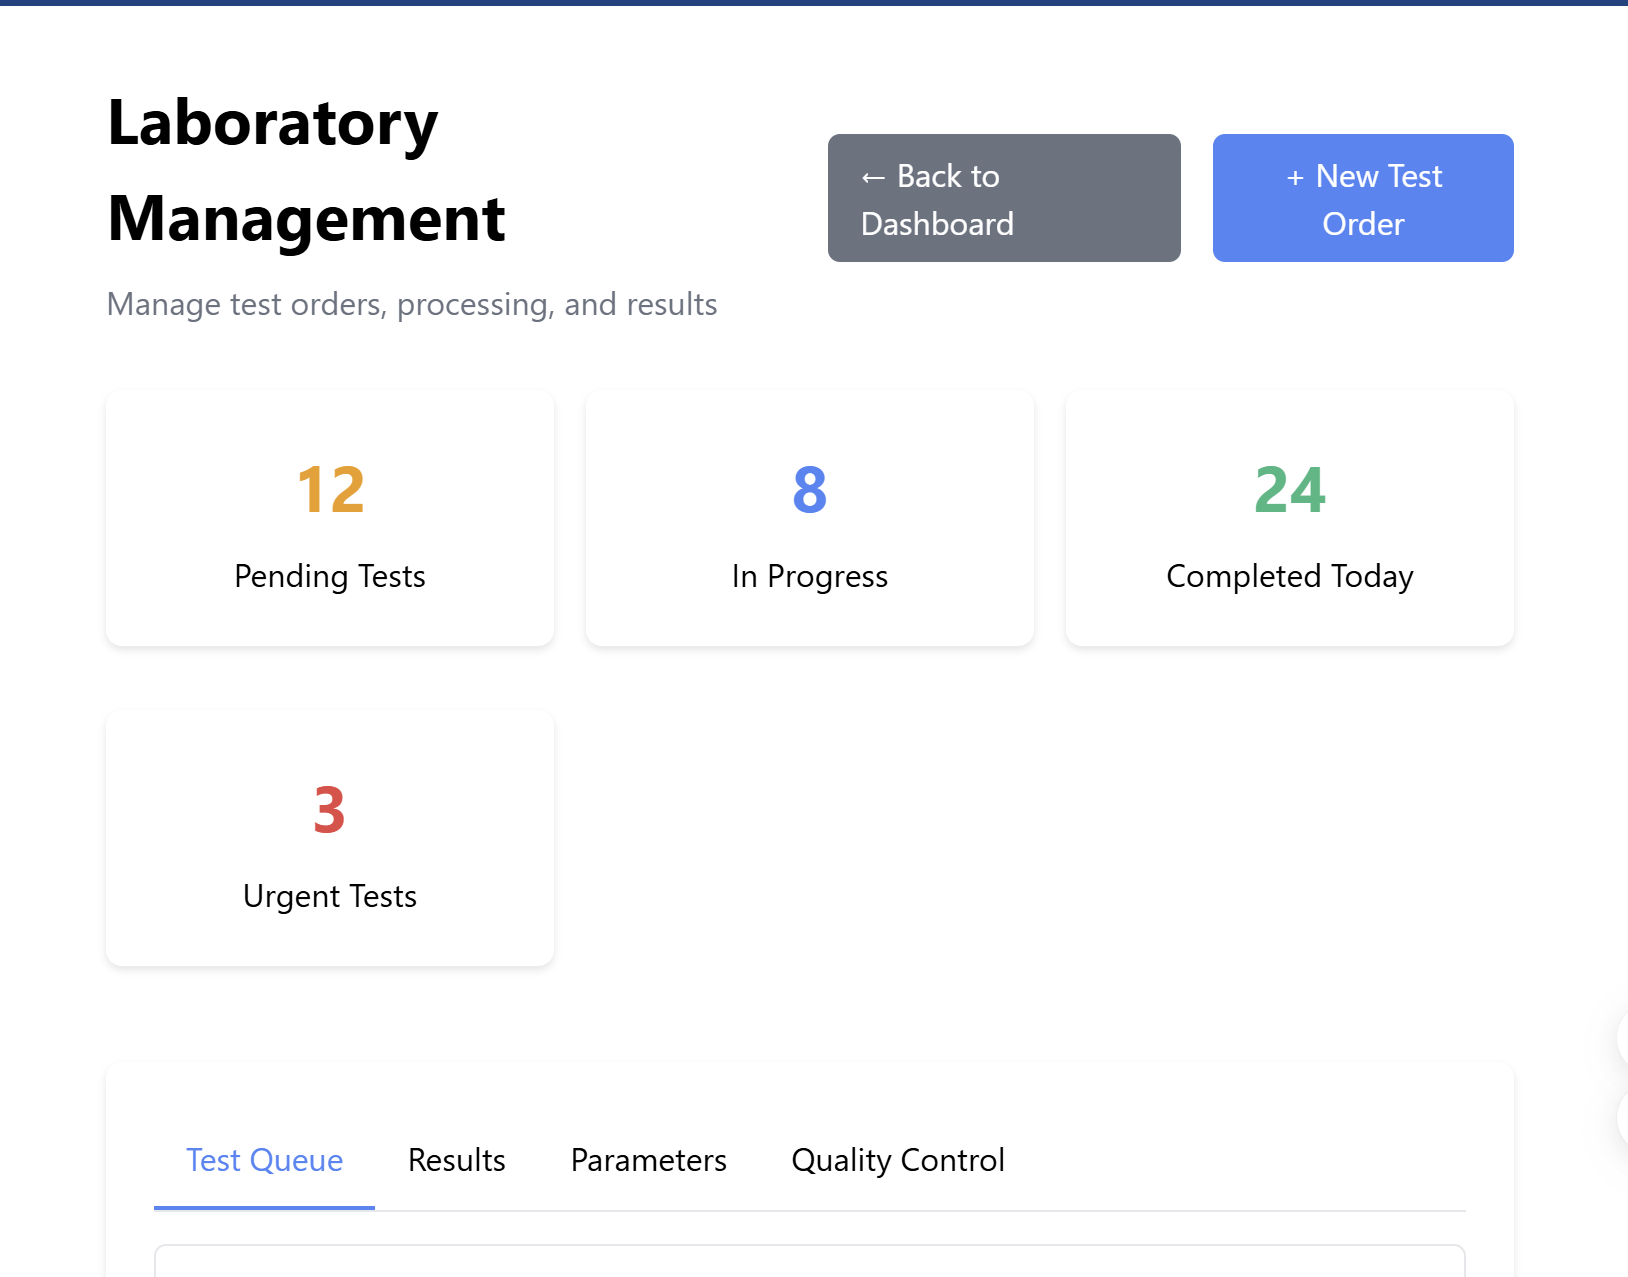 Laboratory
Management
Manage test orders, processing, and results
← Back to
Dashboard
+ New Test
Order
12
Pending Tests
8
In Progress
24
Completed Today
3
Urgent Tests
Test Queue
Results
Parameters
Quality Control